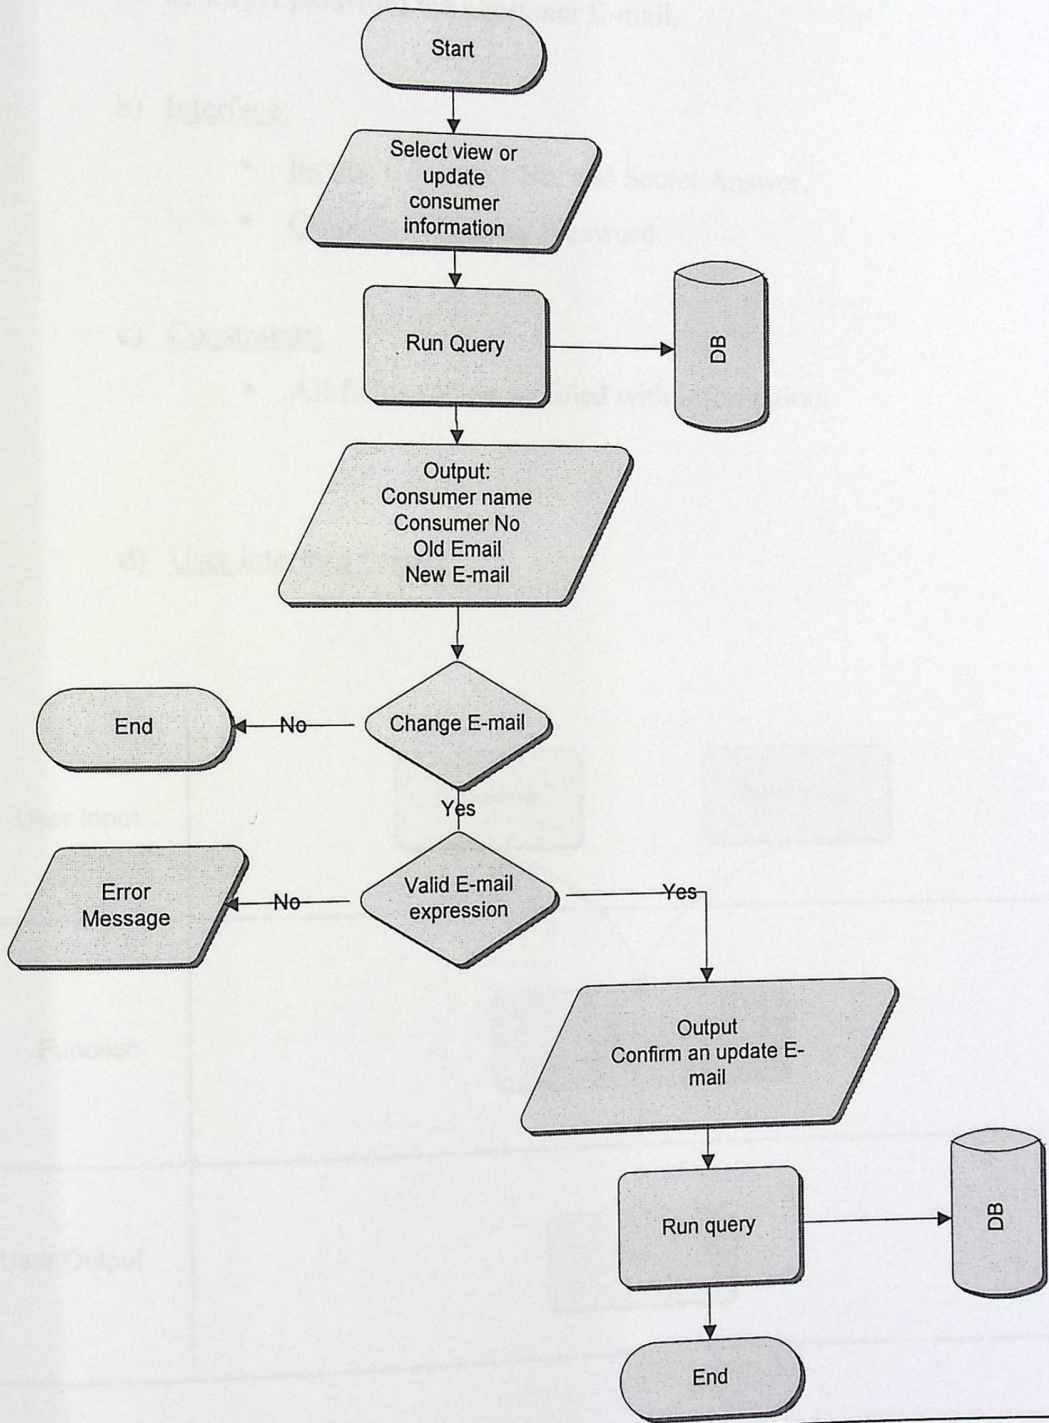 Start
Select view or
update
consumer
information
Run Query
DB
Output:
Consumer name
Consumer No
Old Email
New E-mail
Change E-mail
No
End
Yes
Valid E-mail
expression
No
Error
Message
Yes
Output
Confirm an update E-
mail
Run query
DB
End
b) Interface:
Secret Answer.
Password.
c) Constraints:
All
filled with
d) User
User Input
Function
User Output
E-mail.